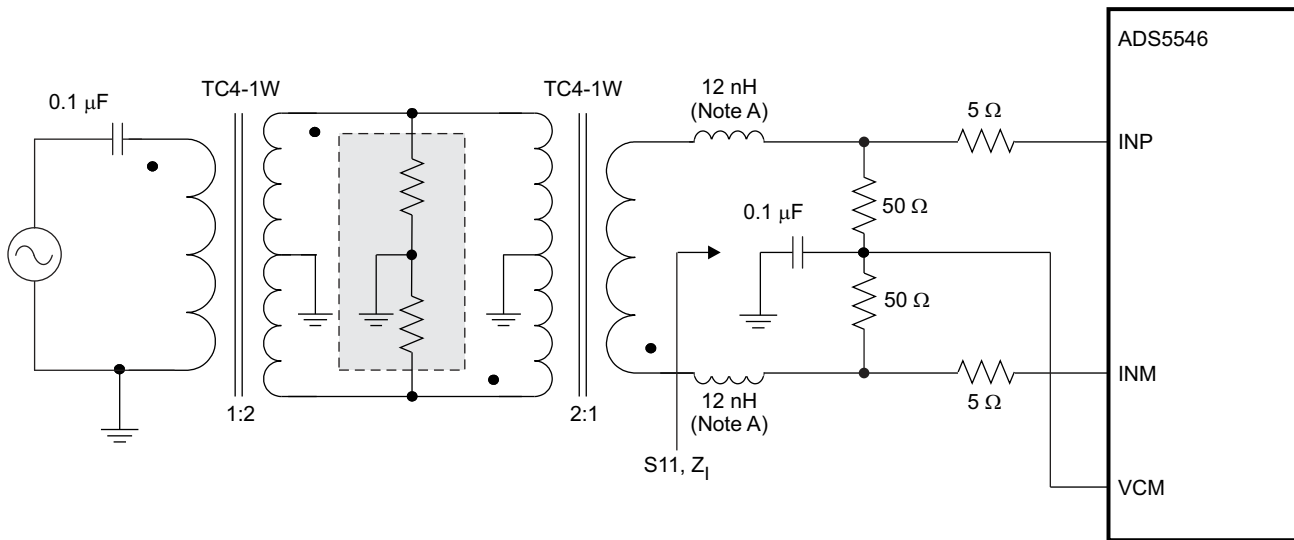 ADS5546
TC4-1W
TC4-1W
12 nH
(Note A)
0.1 μF
5 Ω
INP
50 Ω
0.1 μF
50 Ω
INM
12 nH
(Note A)
5 Ω
1:2
2:1
S11, Z_I
VCM